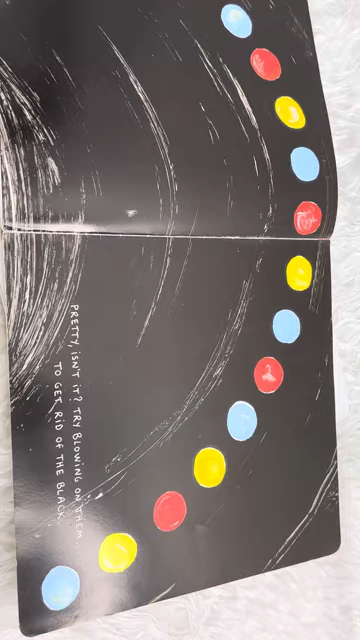 PRETTY, ISN'T IT? TRY BLOWING ON THEM
TO GET RID OF THE BLACK.